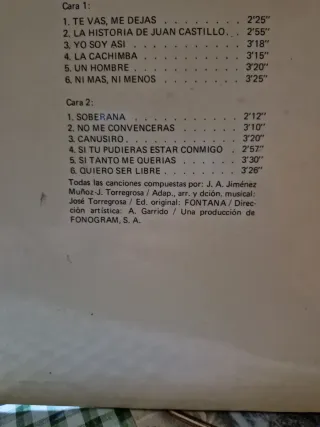 Cara 1:
1. TE VAS, ME DEJAS . . . . . . . . 2'25"
2. LA HISTORIA DE JUAN CASTILLO, . . 2'55"
3. YO SOY ASI . . . . . . . . . . . 3'18"
4. LA CACHIMBA . . . . . . . . . . 3'15"
5. UN HOMBRE . . . . . . . . . . . 3'20"
6. NI MAS, NI MENOS . . . . . . . . 3'25"
Cara 2:
1. SOBERANA . . . . . . . . . . . 2'12"
2. NO ME CONVENCERAS . . . . . . . 3'10"
3. CANUSIRO . . . . . . . . . . . 3'20"
4. SI TU PUDIERAS ESTAR CONMIGO . 2'57"
5. SI TANTO ME QUERIAS . . . . . . 3'30"
6. QUIERO SER LIBRE . . . . . . . . 3'26"
Todas las canciones compuestas por: J. A. Jiménez
Muñoz-J. Torregrosa / Adap., arr. y dción. musical:
José Torregrosa / Ed. original: FONTANA / Direc-
ción artística: A. Garrido / Una producción de
FONOGRAM, S. A.